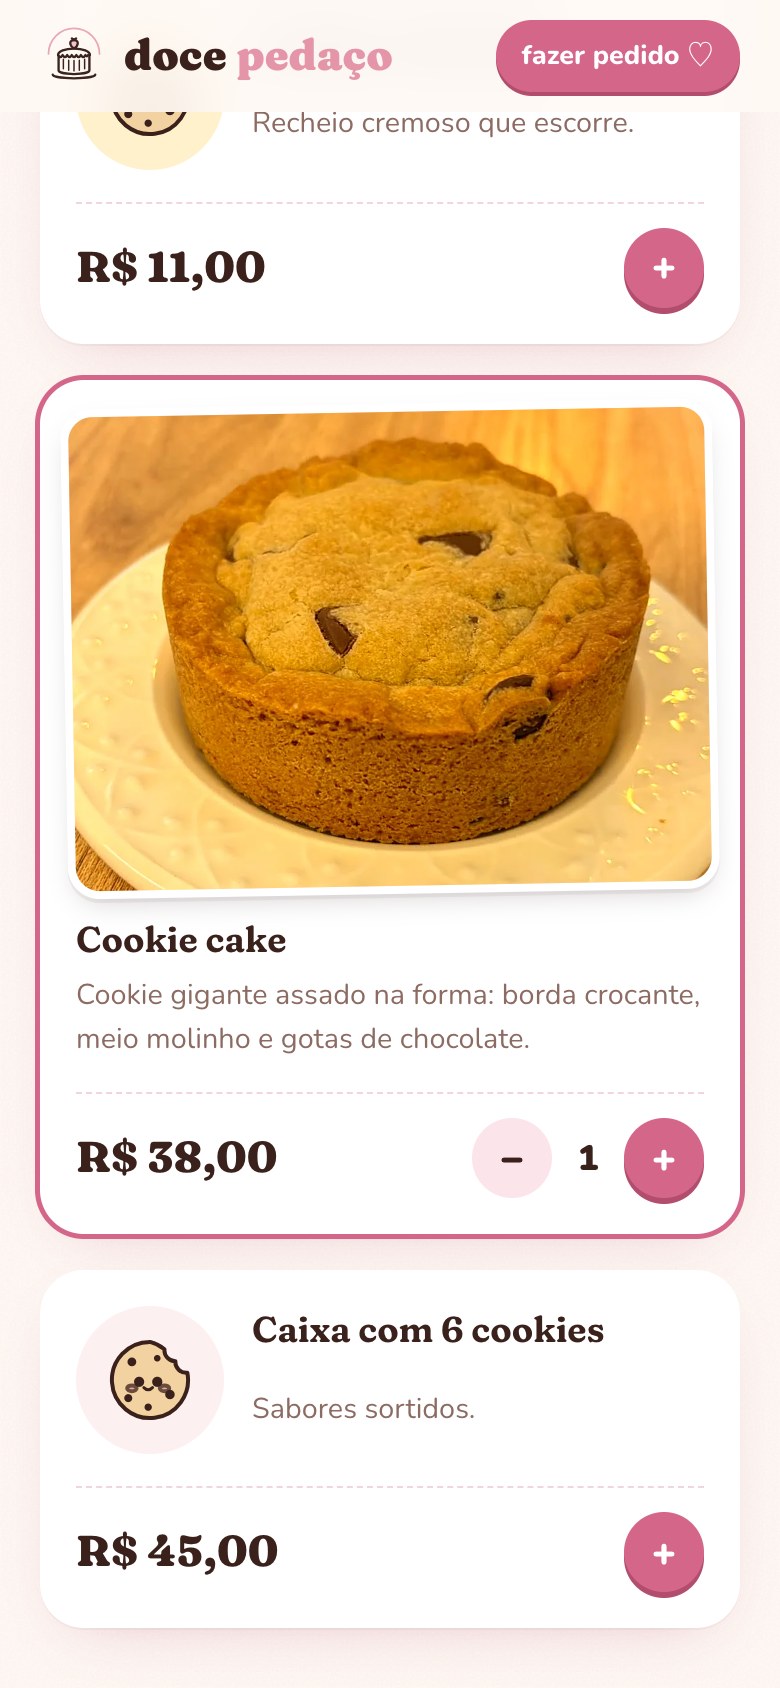 doce pedaço
fazer pedido ♡
Recheio cremoso que escorre.
R$ 11,00
+
Cookie cake
Cookie gigante assado na forma: borda crocante,
meio molinho e gotas de chocolate.
R$ 38,00
– 1 +
Caixa com 6 cookies
Sabores sortidos.
R$ 45,00
+